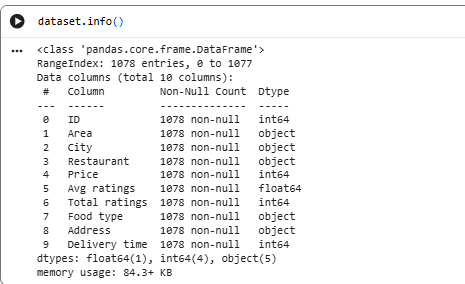 dataset.info()
... <class 'pandas.core.frame.DataFrame'>
RangeIndex: 1078 entries, 0 to 1077
Data columns (total 10 columns):
 #   Column         Non-Null Count  Dtype
---  ------         --------------  -----
 0   ID             1078 non-null   int64
 1   Area           1078 non-null   object
 2   City           1078 non-null   object
 3   Restaurant     1078 non-null   object
 4   Price          1078 non-null   int64
 5   Avg ratings    1078 non-null   float64
 6   Total ratings  1078 non-null   int64
 7   Food type      1078 non-null   object
 8   Address        1078 non-null   object
 9   Delivery time  1078 non-null   int64
dtypes: float64(1), int64(4), object(5)
memory usage: 84.3+ KB